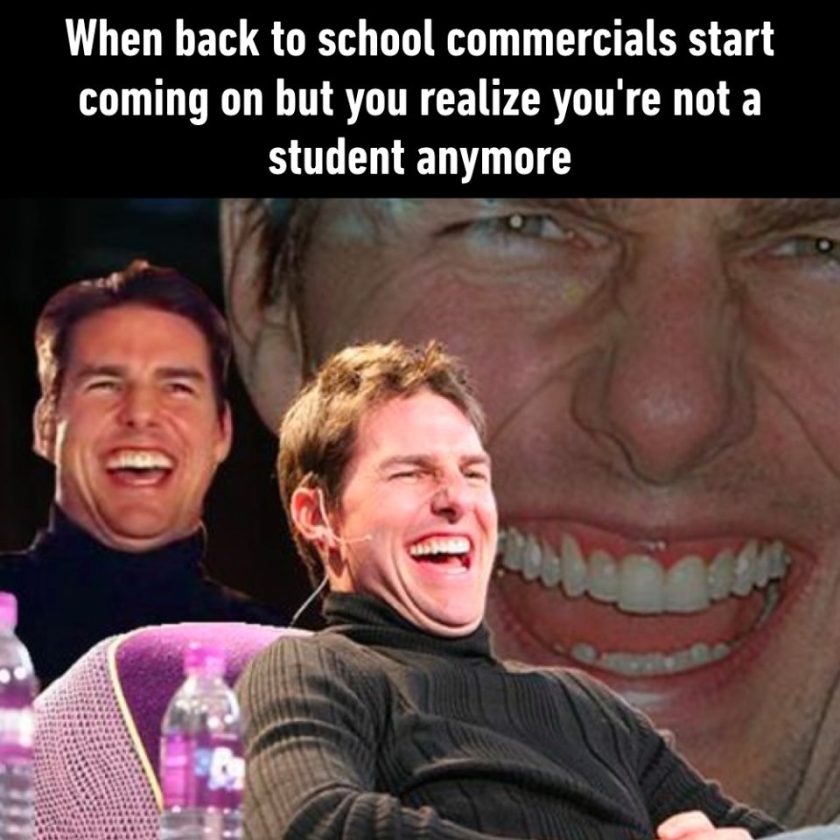 When back to school commercials start
coming on but you realize you're not a
student anymore